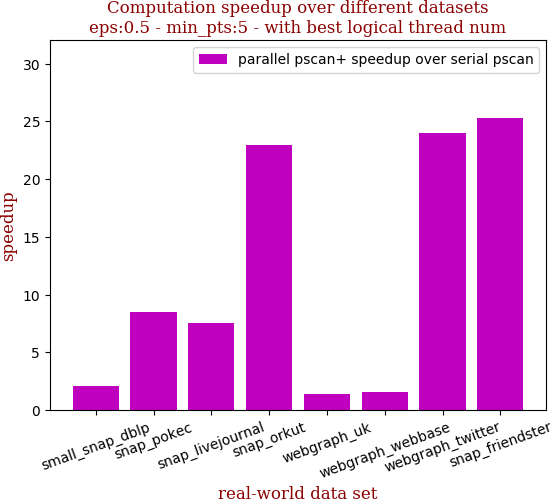 Computation speedup over different datasets
eps:0.5 - min_pts:5 - with best logical thread num
parallel pscan+ speedup over serial pscan
speedup
30
25
20
15
10
5
0
small_snap_dblp
snap_pokec
snap_livejournal
snap_orkut
webgraph_uk
webgraph_webbase
webgraph_twitter
snap_friendster
real-world data set